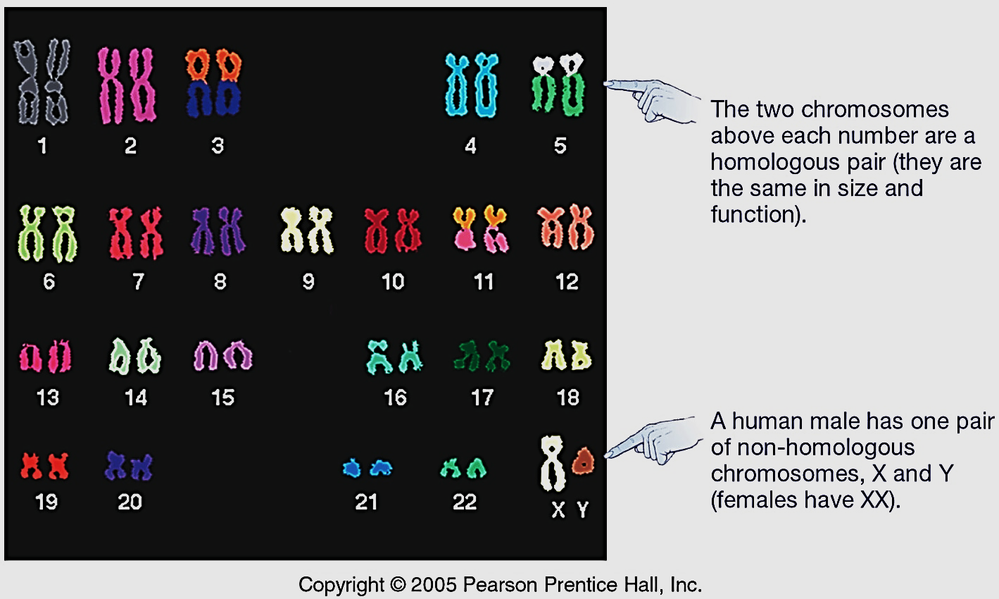 1 2 3 4 5
The two chromosomes
above each number are a
homologous pair (they are
the same in size and
function).
6 7 8 9 10 11 12
13 14 15 16 17 18
A human male has one pair
of non-homologous
chromosomes, X and Y
(females have XX).
19 20 21 22 X Y
Copyright © 2005 Pearson Prentice Hall, Inc.